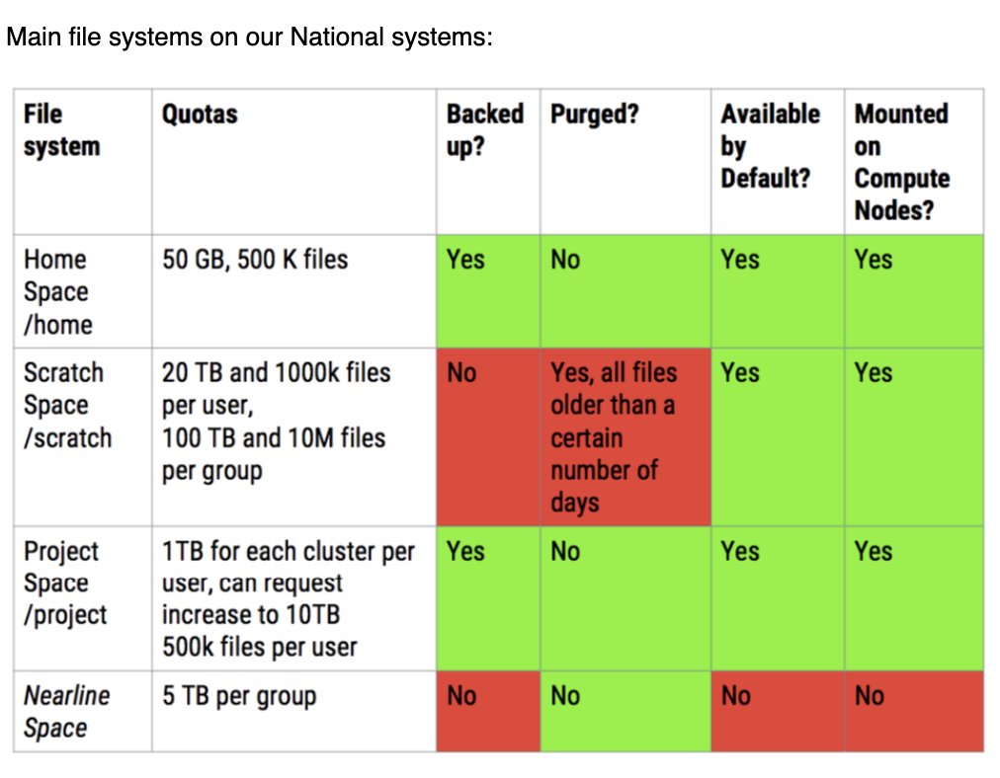 Main file systems on our National systems:
File
system
Quotas
Backed
up?
Purged?
Available
by
Default?
Mounted
on
Compute
Nodes?
Home
Space
/home
50 GB, 500 K files
Yes
No
Yes
Yes
Scratch
Space
/scratch
20 TB and 1000k files
per user,
100 TB and 10M files
per group
No
Yes, all files
older than a
certain
number of
days
Yes
Yes
Project
Space
/project
1TB for each cluster per
user, can request
increase to 10TB
500k files per user
Yes
No
Yes
Yes
Nearline
Space
5 TB per group
No
No
No
No